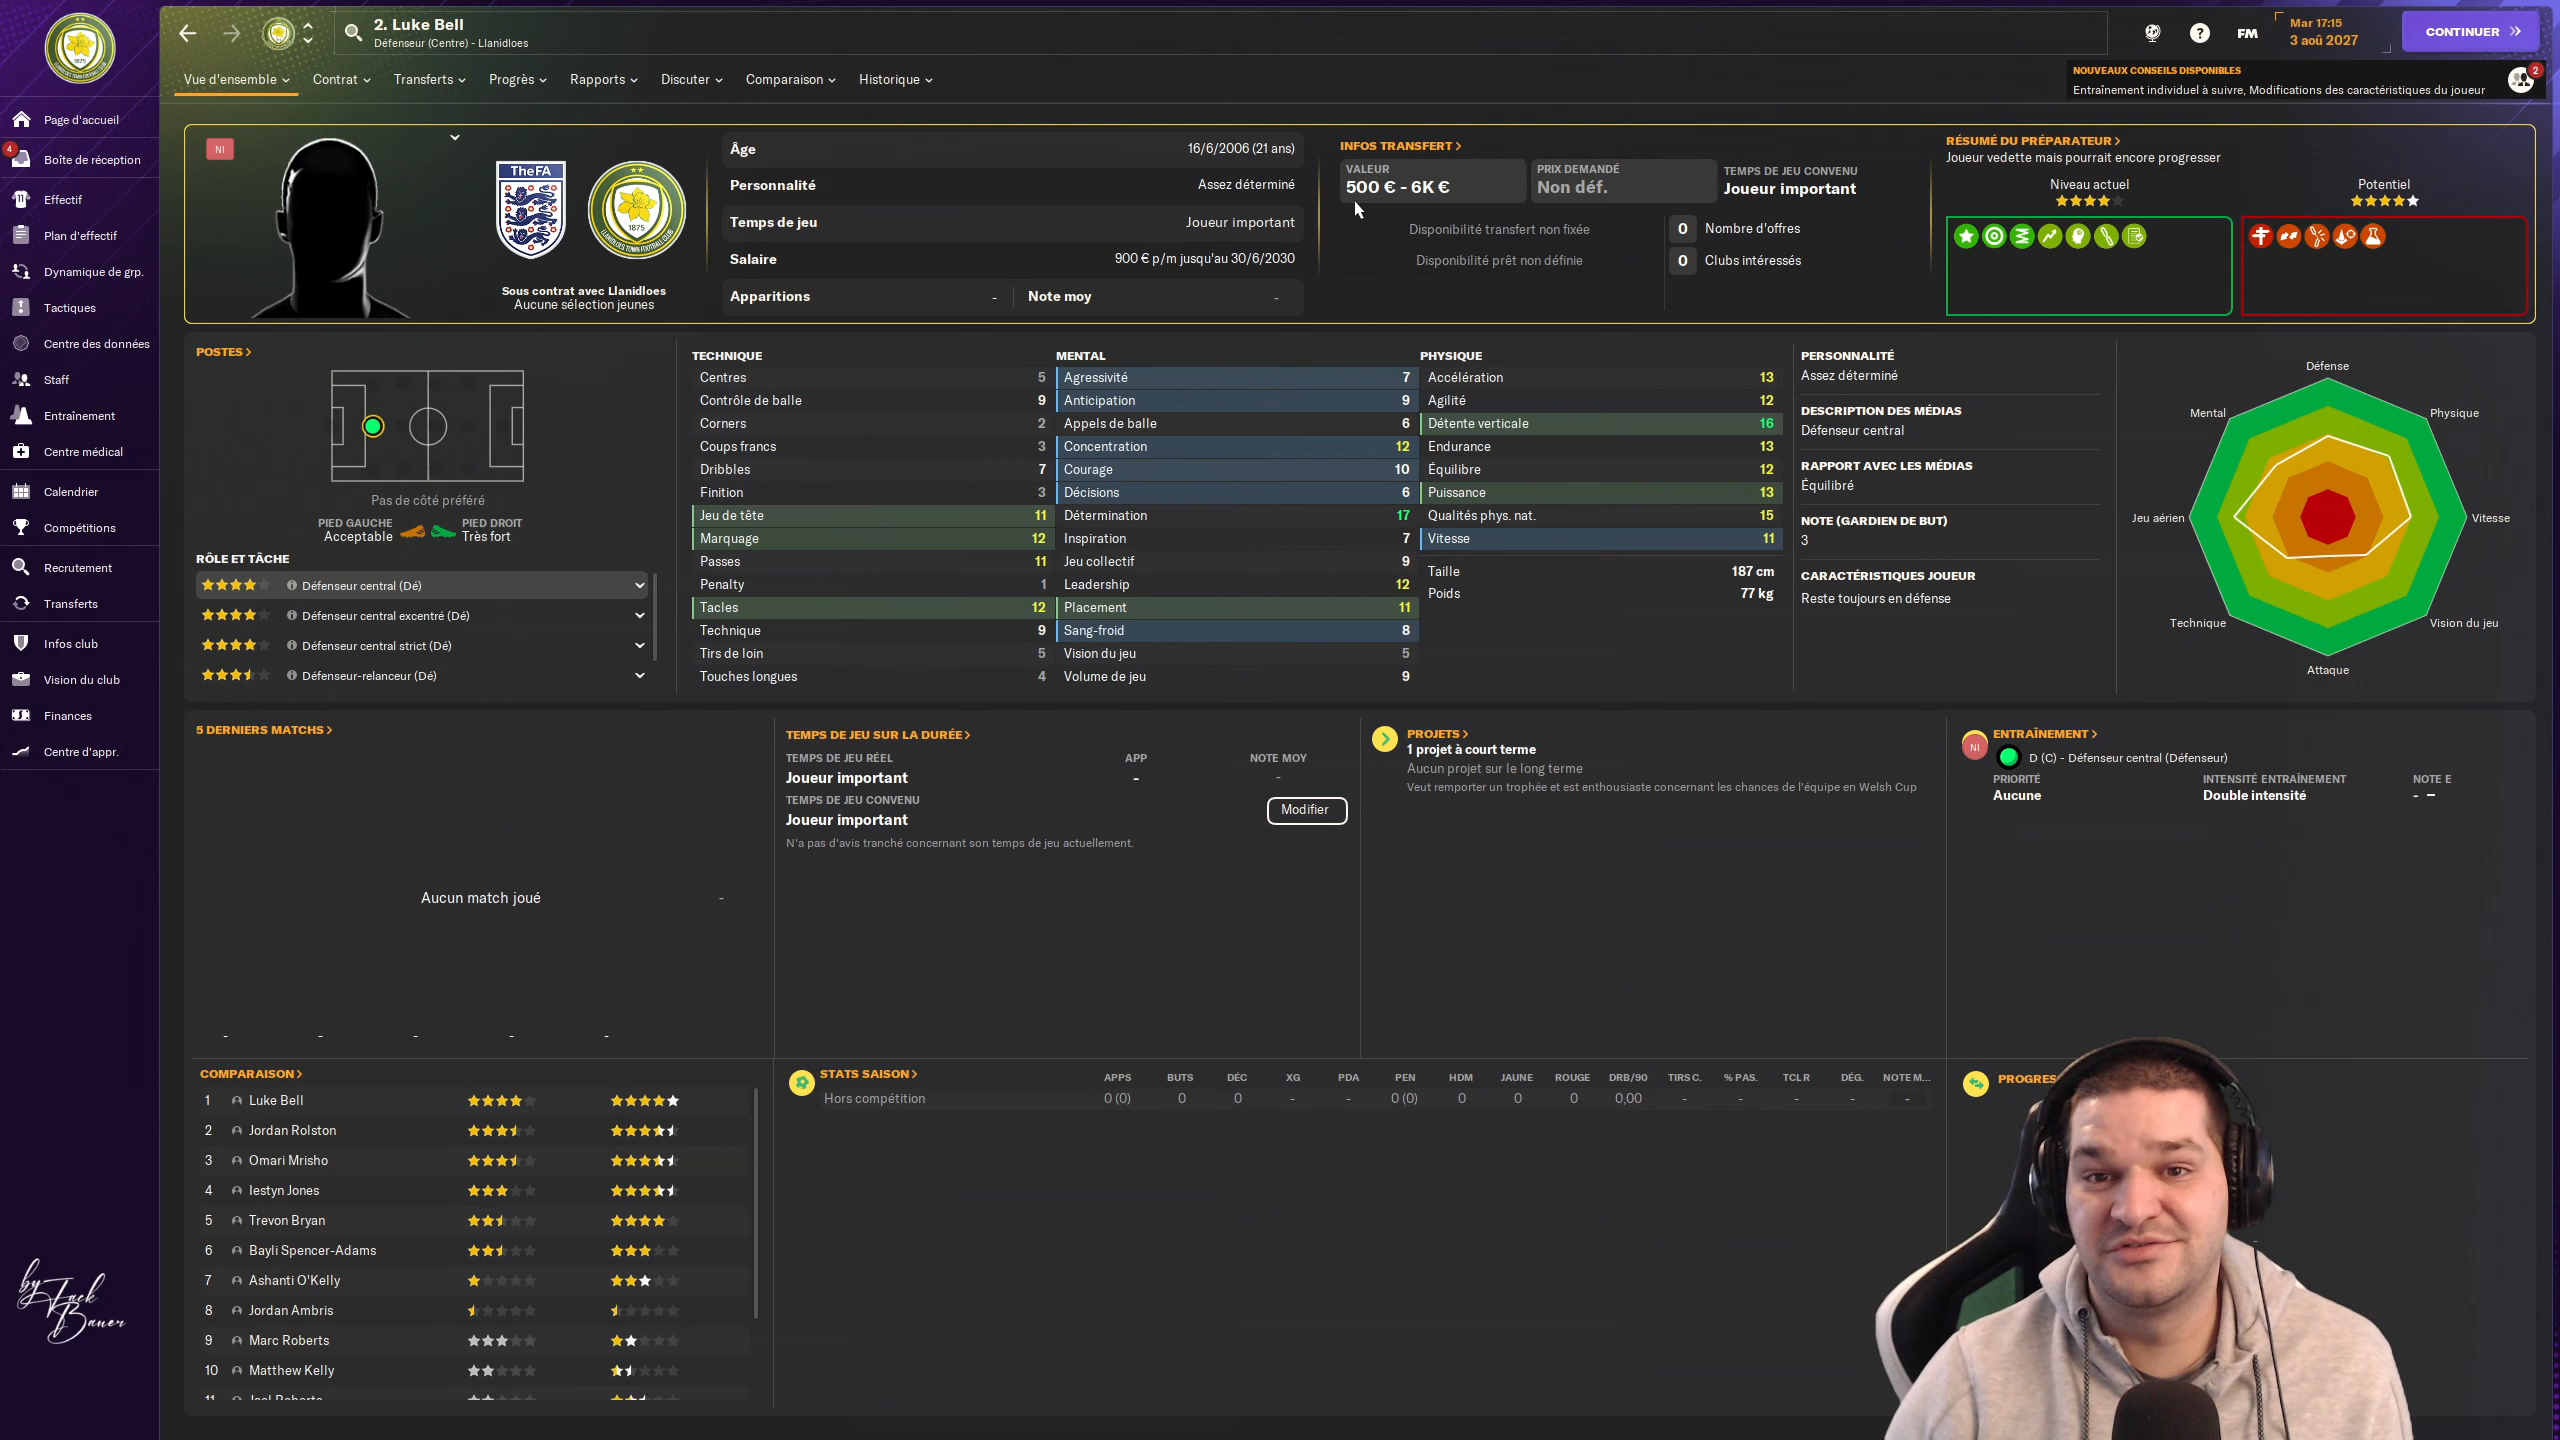 2. Luke Bell
Défenseur (Centre) - Llanidloes
FM
Mar 17:15
3 aoû 2027
CONTINUER
Vue d'ensemble
Contrat
Transferts
Progrès
Rapports
Discuter
Comparaison
Historique
NOUVEAUX CONSEILS DISPONIBLES
Entraînement individuel à suivre, Modifications des caractéristiques du joueur
2
1875
Page d'accueil
4
Boîte de réception
Effectif
Plan d'effectif
Dynamique de grp.
Tactiques
Centre des données
Staff
Entraînement
Centre médical
Calendrier
Compétitions
Recrutement
Transferts
Infos club
Vision du club
Finances
Centre d'appr.
by Jack
Bauer
NI
TheFA
LLANIDLOES TOWN FOOTBALL CLUB
1875
Sous contrat avec Llanidloes
Aucune sélection jeunes
Âge 16/6/2006 (21 ans)
Personnalité Assez déterminé
Temps de jeu Joueur important
Salaire 900 € p/m jusqu'au 30/6/2030
Apparitions - Note moy -
INFOS TRANSFERT
VALEUR
500 € - 6K €
PRIX DEMANDÉ
Non déf.
TEMPS DE JEU CONVENU
Joueur important
Disponibilité transfert non fixée
Disponibilité prêt non définie
0 Nombre d'offres
0 Clubs intéressés
RÉSUMÉ DU PRÉPARATEUR
Joueur vedette mais pourrait encore progresser
Niveau actuel
Potentiel
POSTES
Pas de côté préféré
PIED GAUCHE
Acceptable
PIED DROIT
Très fort
RÔLE ET TÂCHE
Défenseur central (Dé)
Défenseur central excentré (Dé)
Défenseur central strict (Dé)
Défenseur-relanceur (Dé)
TECHNIQUE
Centres 5
Contrôle de balle 9
Corners 2
Coups francs 3
Dribbles 7
Finition 3
Jeu de tête 11
Marquage 12
Passes 11
Penalty 1
Tacles 12
Technique 9
Tirs de loin 5
Touches longues 4
MENTAL
Agressivité 7
Anticipation 9
Appels de balle 6
Concentration 12
Courage 10
Décisions 6
Détermination 17
Inspiration 7
Jeu collectif 9
Leadership 12
Placement 11
Sang-froid 8
Vision du jeu 5
Volume de jeu 9
PHYSIQUE
Accélération 13
Agilité 12
Détente verticale 16
Endurance 13
Équilibre 12
Puissance 13
Qualités phys. nat. 15
Vitesse 11
Taille 187 cm
Poids 77 kg
PERSONNALITÉ
Assez déterminé
DESCRIPTION DES MÉDIAS
Défenseur central
RAPPORT AVEC LES MÉDIAS
Équilibré
NOTE (GARDIEN DE BUT)
3
CARACTÉRISTIQUES JOUEUR
Reste toujours en défense
Défense
Mental
Physique
Jeu aérien
Vitesse
Technique
Vision du jeu
Attaque
5 DERNIERS MATCHS
Aucun match joué -
- - - - -
TEMPS DE JEU SUR LA DURÉE
TEMPS DE JEU RÉEL APP NOTE MOY
Joueur important - -
TEMPS DE JEU CONVENU
Joueur important
Modifier
N'a pas d'avis tranché concernant son temps de jeu actuellement.
PROJETS
1 projet à court terme
Aucun projet sur le long terme
Veut remporter un trophée et est enthousiaste concernant les chances de l'équipe en Welsh Cup
NI
ENTRAÎNEMENT
D (C) - Défenseur central (Défenseur)
PRIORITÉ INTENSITÉ ENTRAÎNEMENT NOTE E
Aucune Double intensité - –
COMPARAISON
1 Luke Bell
2 Jordan Rolston
3 Omari Mrisho
4 Iestyn Jones
5 Trevon Bryan
6 Bayli Spencer-Adams
7 Ashanti O'Kelly
8 Jordan Ambris
9 Marc Roberts
10 Matthew Kelly
11 Joel Roberts
STATS SAISON
APPS BUTS DÉC XG PDA PEN HDM JAUNE ROUGE DRB/90 TIRS C. % PAS. TCL R DÉG. NOTE M...
Hors compétition 0 (0) 0 0 - - 0 (0) 0 0 0 0,00 - - - - -
PROGRES